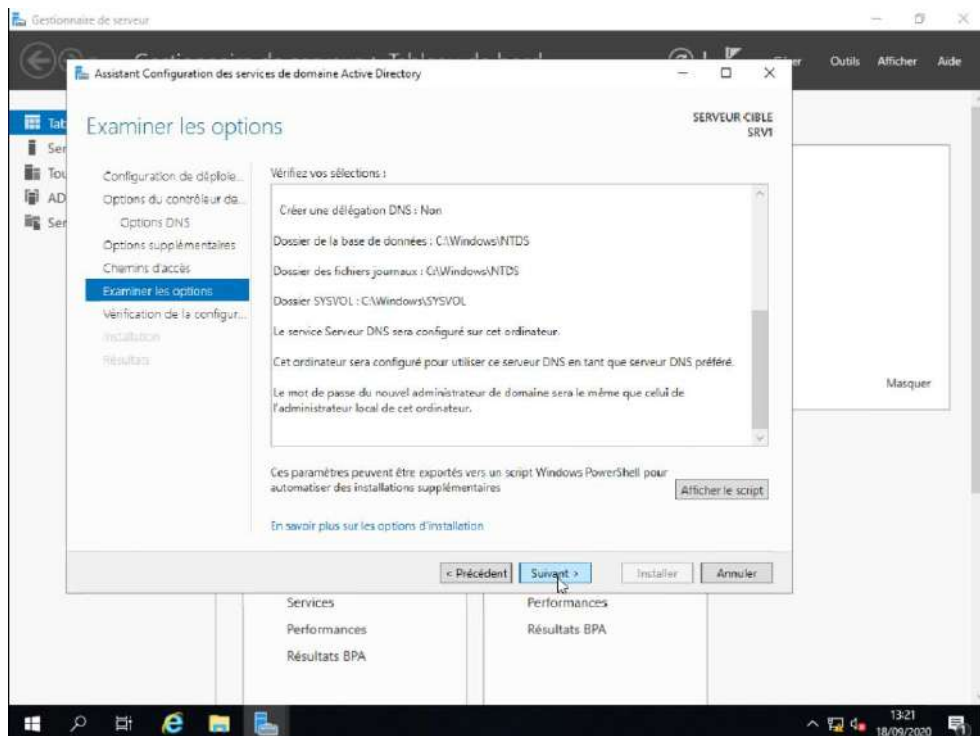 Gestionnaire de serveur
Outils Afficher Aide
Assistant Configuration des services de domaine Active Directory
Examiner les options
SERVEUR CIBLE
SRV1
Tab
Ser
Tou
AD
Ser
Configuration de déploie...
Options du contrôleur de...
Options DNS
Options supplémentaires
Chemins d'accès
Examiner les options
Vérification de la configur...
Installation
Résultats
Vérifiez vos sélections :
Créer une délégation DNS : Non
Dossier de la base de données : C:\Windows\NTDS
Dossier des fichiers journaux : C:\Windows\NTDS
Dossier SYSVOL : C:\Windows\SYSVOL
Le service Serveur DNS sera configuré sur cet ordinateur.
Cet ordinateur sera configuré pour utiliser ce serveur DNS en tant que serveur DNS préféré.
Le mot de passe du nouvel administrateur de domaine sera le même que celui de
l'administrateur local de cet ordinateur.
Ces paramètres peuvent être exportés vers un script Windows PowerShell pour
automatiser des installations supplémentaires
Afficher le script
En savoir plus sur les options d'installation
< Précédent Suivant > Installer Annuler
Masquer
Services
Performances
Résultats BPA
Performances
Résultats BPA
13:21
18/09/2020